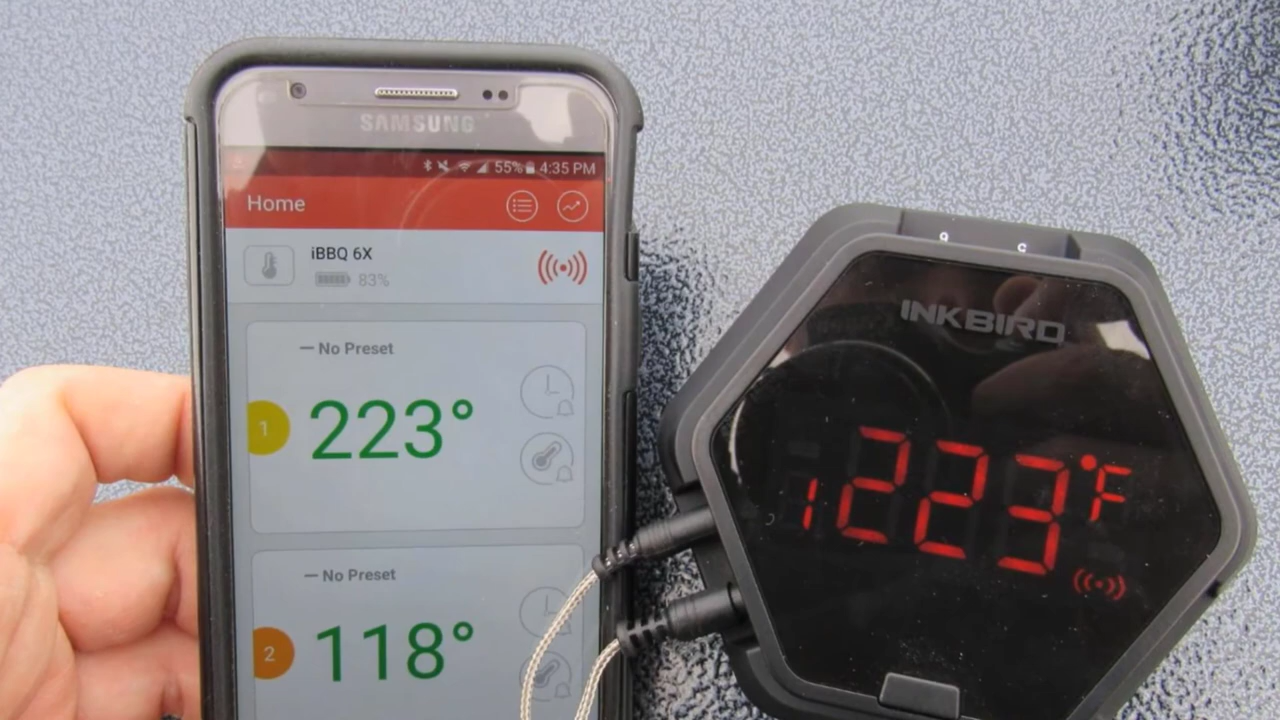 SAMSUNG
55% 4:35 PM
Home
iBBQ 6X
83%
— No Preset
1
223°
— No Preset
2
118°
INKBIRD
1 223°F